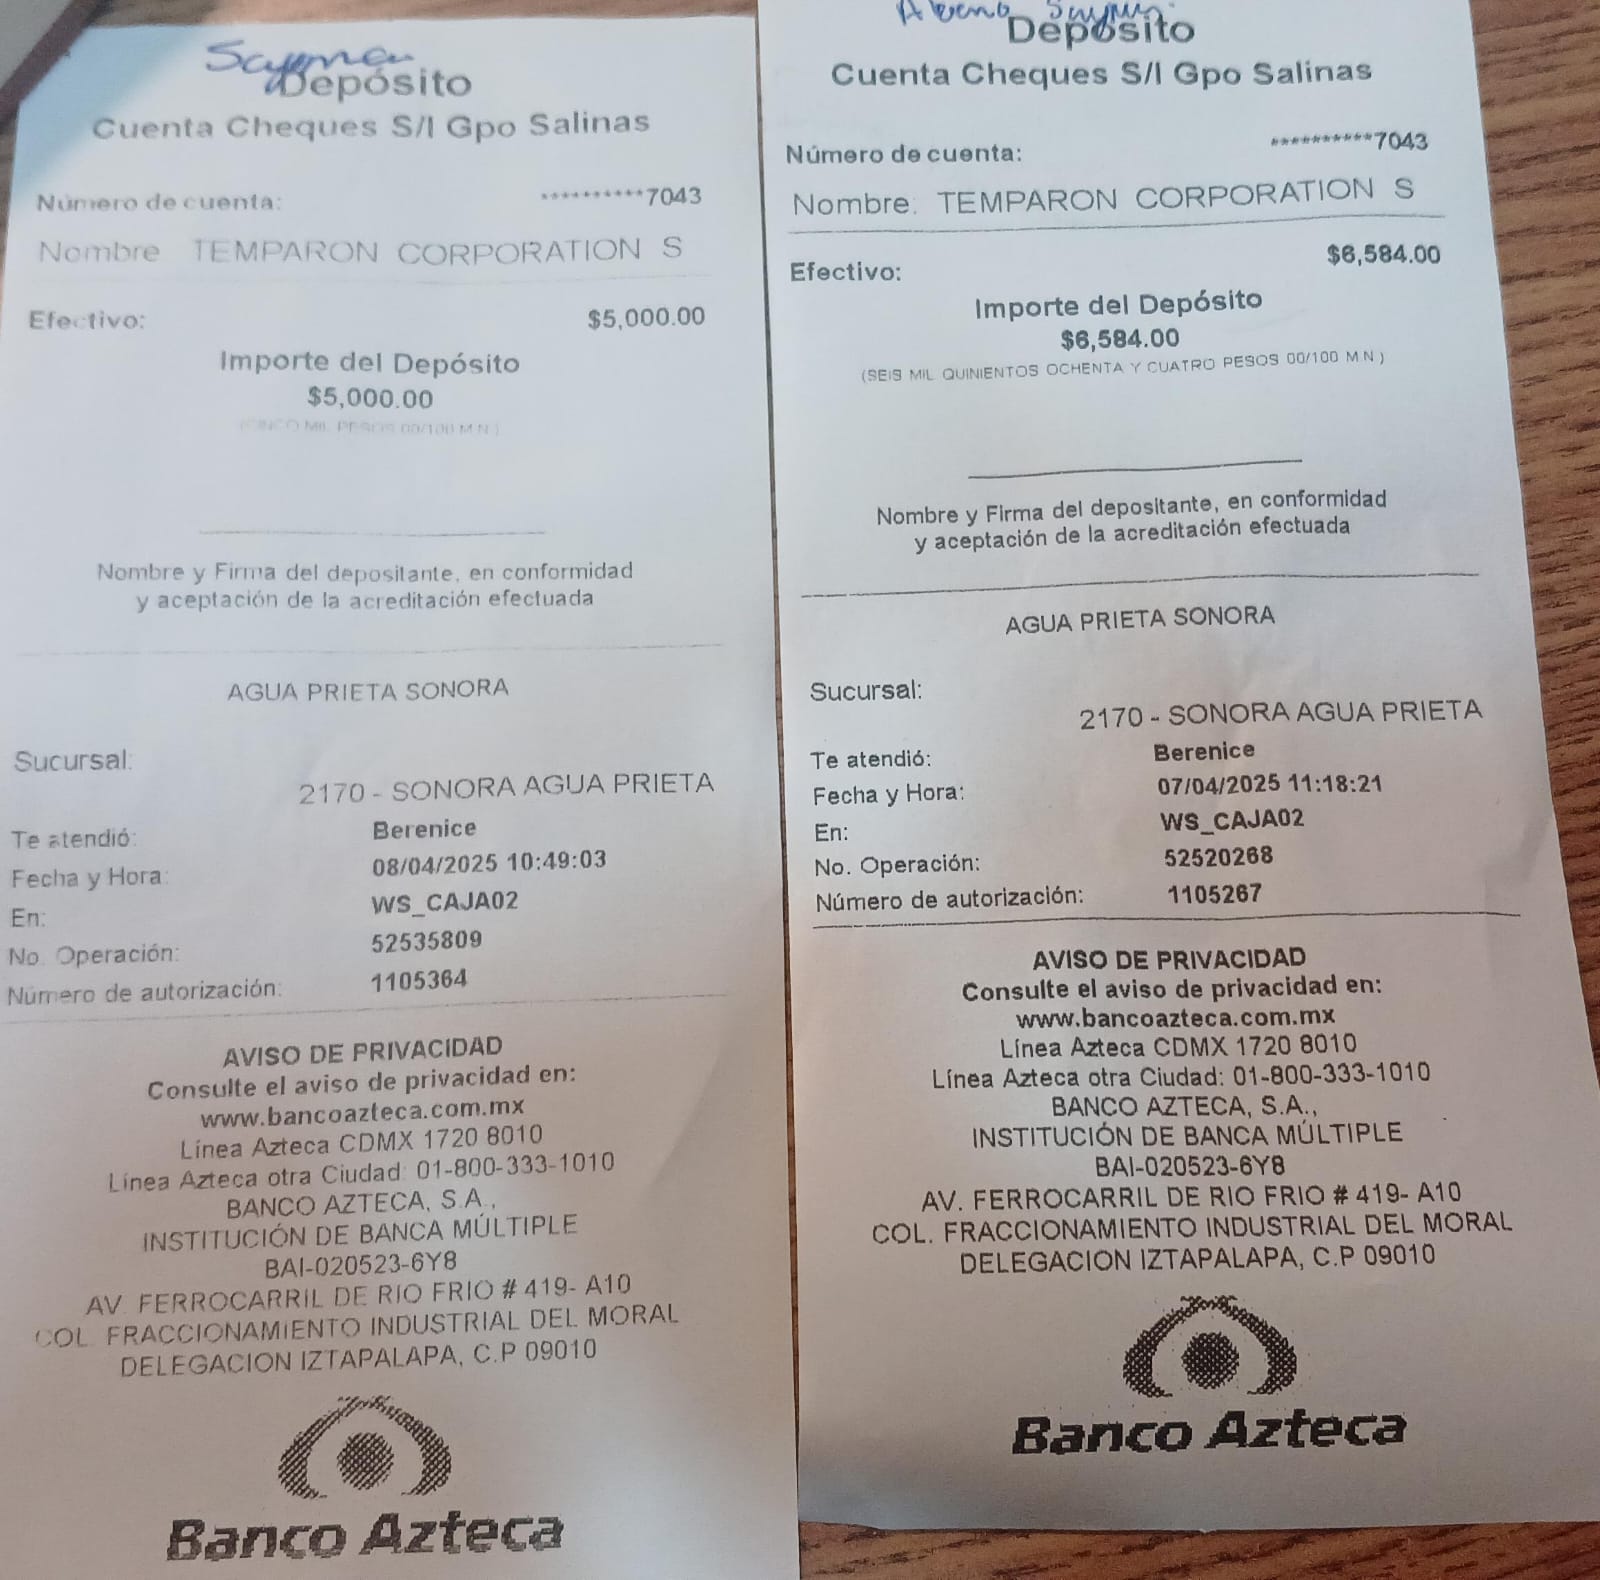 Depósito
Cuenta Cheques S/I Gpo Salinas
Número de cuenta: **********7043
Nombre TEMPARON CORPORATION S
Efectivo: $5,000.00
Importe del Depósito
$5,000.00
(CINCO MIL PESOS 00/100 M.N.)
Nombre y Firma del depositante, en conformidad
y aceptación de la acreditación efectuada
AGUA PRIETA SONORA
Sucursal:
2170 - SONORA AGUA PRIETA
Te atendió: Berenice
Fecha y Hora: 08/04/2025 10:49:03
En: WS_CAJA02
No. Operación: 52535809
Número de autorización: 1105364
AVISO DE PRIVACIDAD
Consulte el aviso de privacidad en:
www.bancoazteca.com.mx
Línea Azteca CDMX 1720 8010
Línea Azteca otra Ciudad: 01-800-333-1010
BANCO AZTECA, S.A.,
INSTITUCIÓN DE BANCA MÚLTIPLE
BAI-020523-6Y8
AV. FERROCARRIL DE RIO FRIO # 419- A10
COL. FRACCIONAMIENTO INDUSTRIAL DEL MORAL
DELEGACION IZTAPALAPA, C.P 09010
Banco Azteca
Depósito
Cuenta Cheques S/I Gpo Salinas
Número de cuenta: **********7043
Nombre: TEMPARON CORPORATION S
Efectivo: $6,584.00
Importe del Depósito
$6,584.00
(SEIS MIL QUINIENTOS OCHENTA Y CUATRO PESOS 00/100 M.N.)
Nombre y Firma del depositante, en conformidad
y aceptación de la acreditación efectuada
AGUA PRIETA SONORA
Sucursal:
2170 - SONORA AGUA PRIETA
Te atendió: Berenice
Fecha y Hora: 07/04/2025 11:18:21
En: WS_CAJA02
No. Operación: 52520268
Número de autorización: 1105267
AVISO DE PRIVACIDAD
Consulte el aviso de privacidad en:
www.bancoazteca.com.mx
Línea Azteca CDMX 1720 8010
Línea Azteca otra Ciudad: 01-800-333-1010
BANCO AZTECA, S.A.,
INSTITUCIÓN DE BANCA MÚLTIPLE
BAI-020523-6Y8
AV. FERROCARRIL DE RIO FRIO # 419- A10
COL. FRACCIONAMIENTO INDUSTRIAL DEL MORAL
DELEGACION IZTAPALAPA, C.P 09010
Banco Azteca